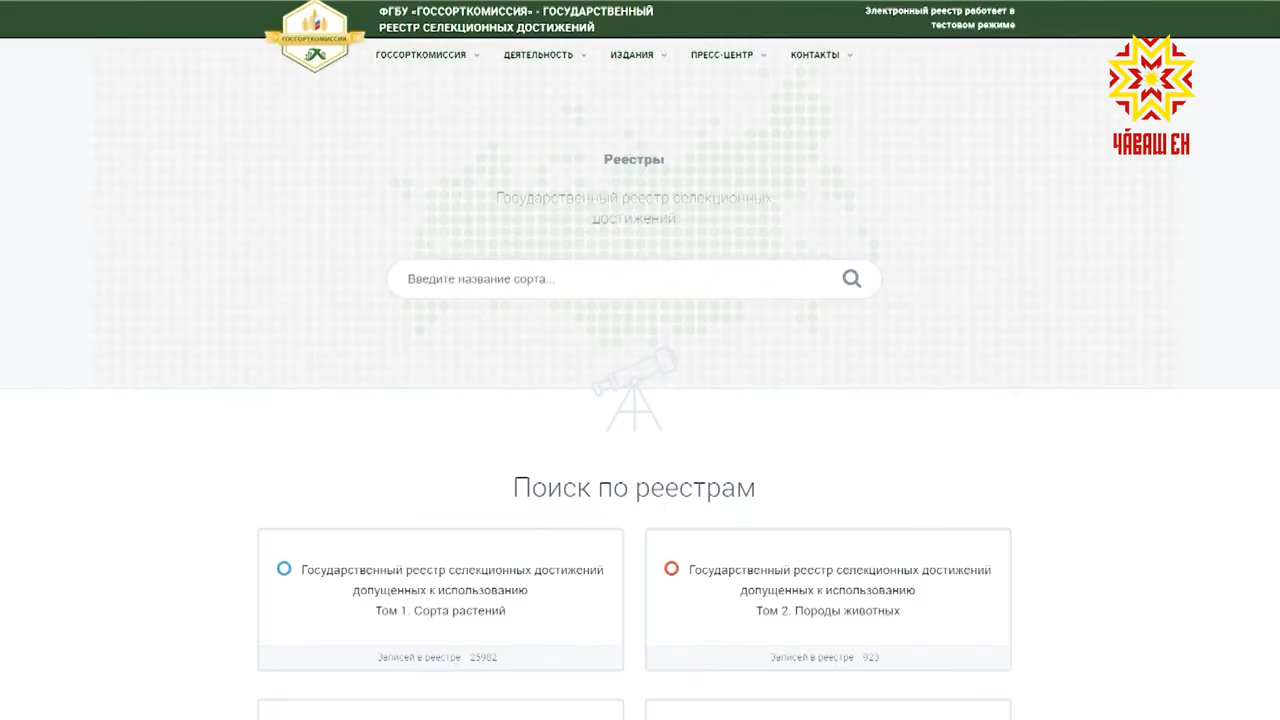 ФГБУ «ГОССОРТКОМИССИЯ» - ГОСУДАРСТВЕННЫЙ
РЕЕСТР СЕЛЕКЦИОННЫХ ДОСТИЖЕНИЙ
Электронный реестр работает в
тестовом режиме
ГОССОРТКОМИССИЯ
ГОССОРТКОМИССИЯ
ДЕЯТЕЛЬНОСТЬ
ИЗДАНИЯ
ПРЕСС-ЦЕНТР
КОНТАКТЫ
ЧӐВАШ ЕН
Реестры
Государственный реестр селекционных
достижений
Введите название сорта...
Поиск по реестрам
Государственный реестр селекционных достижений
допущенных к использованию
Том 1. Сорта растений
Записей в реестре 25982
Государственный реестр селекционных достижений
допущенных к использованию
Том 2. Породы животных
Записей в реестре 923